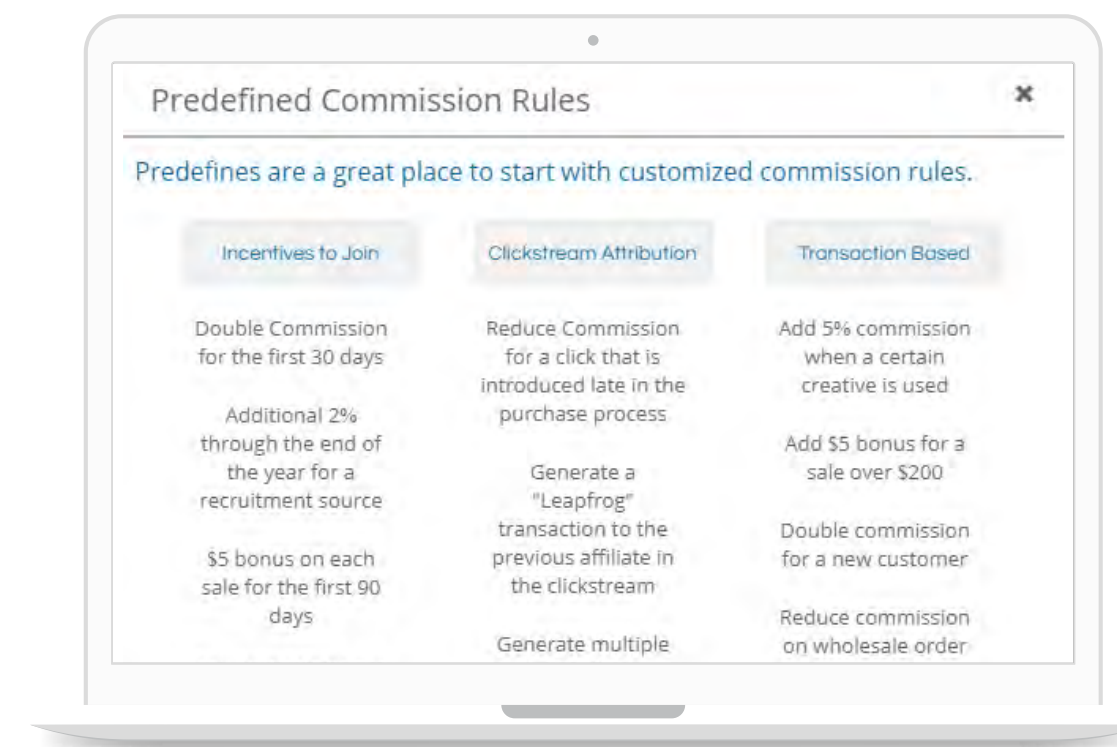 Predefined Commission Rules
Predefines are a great place to start with customized commission rules.
Incentives to Join
Double Commission
for the first 30 days
Additional 2%
through the end of
the year for a
recruitment source
$5 bonus on each
sale for the first 90
days
Clickstream Attribution
Reduce Commission
for a click that is
introduced late in the
purchase process
Generate a
"Leapfrog"
transaction to the
previous affiliate in
the clickstream
Generate multiple
Transaction Based
Add 5% commission
when a certain
creative is used
Add $5 bonus for a
sale over $200
Double commission
for a new customer
Reduce commission
on wholesale order